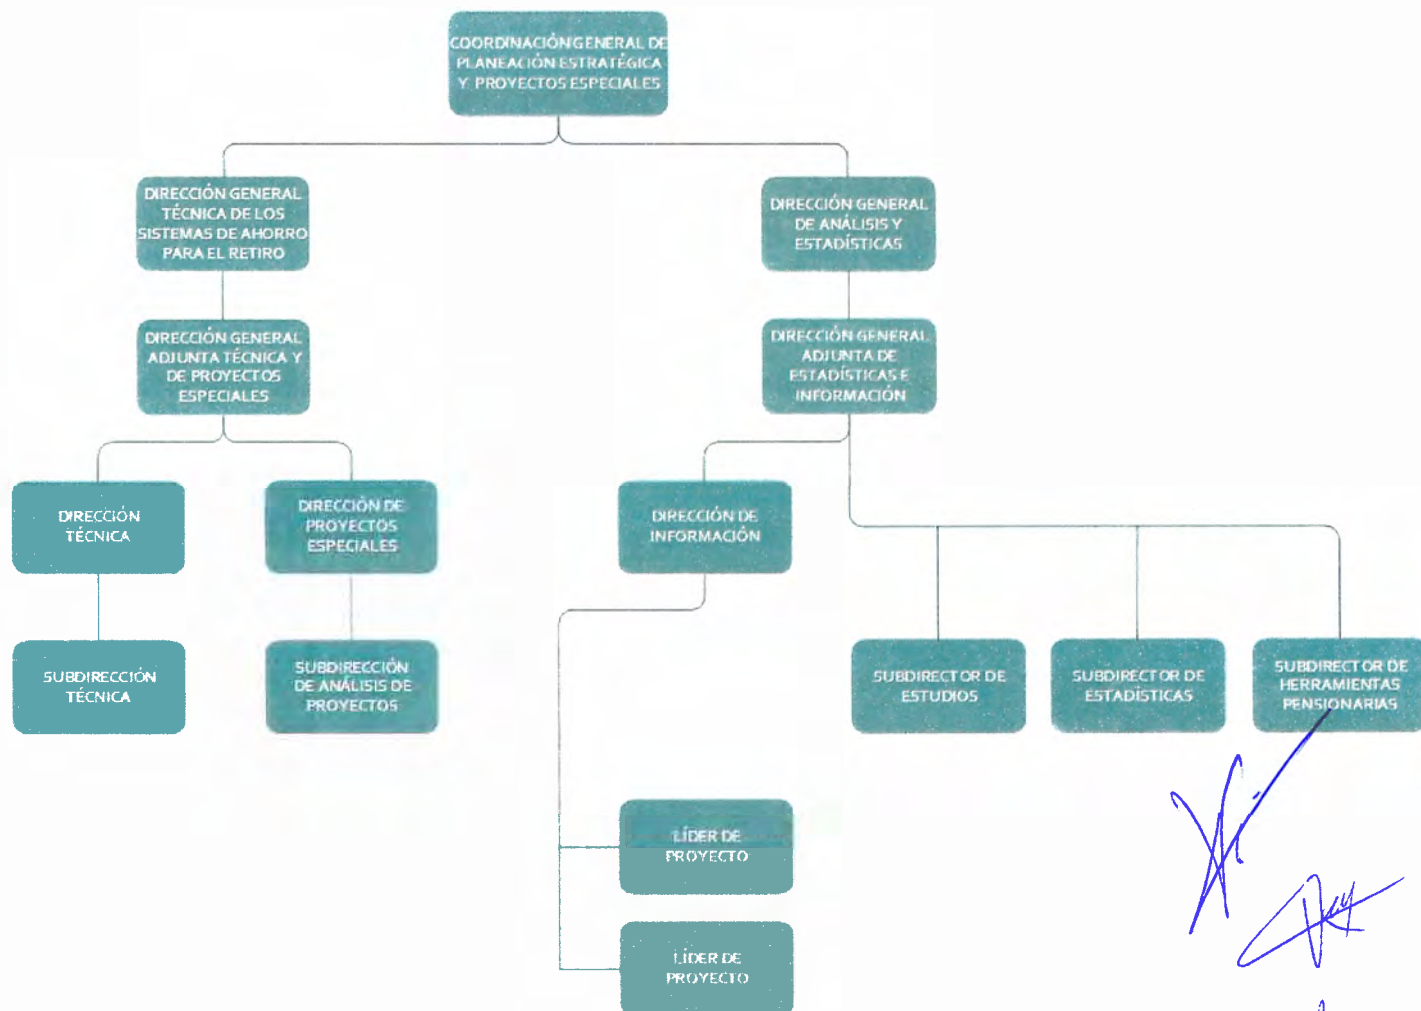 COORDINACIÓN GENERAL DE
PLANEACIÓN ESTRATÉGICA
Y PROYECTOS ESPECIALES
DIRECCIÓN GENERAL
TÉCNICA DE LOS
SISTEMAS DE AHORRO
PARA EL RETIRO
DIRECCIÓN GENERAL
DE ANÁLISIS Y
ESTADÍSTICAS
DIRECCIÓN GENERAL
ADJUNTA TÉCNICA Y
DE PROYECTOS
ESPECIALES
DIRECCIÓN GENERAL
ADJUNTA DE
ESTADÍSTICAS E
INFORMACIÓN
DIRECCIÓN
TÉCNICA
DIRECCIÓN DE
PROYECTOS
ESPECIALES
DIRECCIÓN DE
INFORMACIÓN
SUBDIRECCIÓN
TÉCNICA
SUBDIRECCIÓN
DE ANÁLISIS DE
PROYECTOS
SUBDIRECTOR DE
ESTUDIOS
SUBDIRECTOR DE
ESTADÍSTICAS
SUBDIRECTOR DE
HERRAMIENTAS
PENSIONARIAS
LÍDER DE
PROYECTO
LÍDER DE
PROYECTO